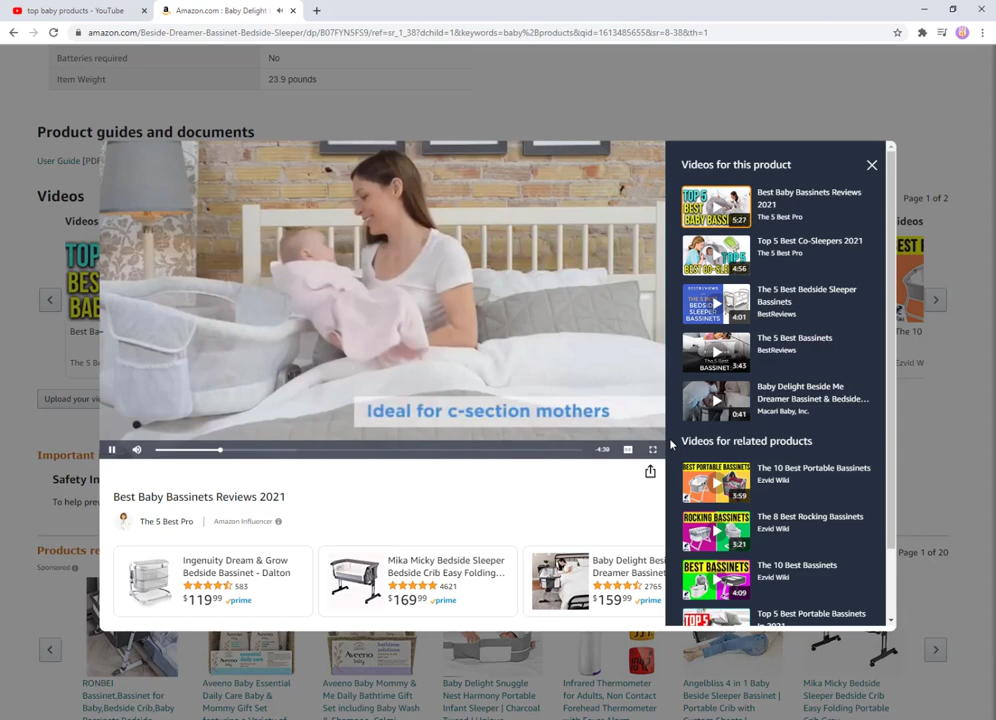 top baby products - YouTube
Amazon.com : Baby Delight
amazon.com/Beside-Dreamer-Bassinet-Bedside-Sleeper/dp/B07FYN5FS9/ref=sr_1_38?dchild=1&keywords=baby%2Bproducts&qid=1613485655&sr=8-38&th=1
Batteries required No
Item Weight 23.9 pounds
Product guides and documents
User Guide [PDF
Videos
Videos
Page 1 of 2
Videos for this product
TOP 5 BEST BABY BASSI 5:27
Best Baby Bassinets Reviews
2021
The 5 Best Pro
Top 5 Best Co-Sleepers 2021
The 5 Best Pro
4:56
The 5 Best Bedside Sleeper
Bassinets
BestReviews
4:01
The 5 Best Bassinets
BestReviews
3:43
Baby Delight Beside Me
Dreamer Bassinet & Bedside...
Macari Baby, Inc.
0:41
Videos for related products
The 10 Best Portable Bassinets
Ezvid Wiki
3:59
The 8 Best Rocking Bassinets
Ezvid Wiki
3:21
The 10 Best Bassinets
Ezvid Wiki
4:09
Top 5 Best Portable Bassinets
Ideal for c-section mothers
-4:39
Best Baby Bassinets Reviews 2021
The 5 Best Pro | Amazon Influencer
Ingenuity Dream & Grow
Bedside Bassinet - Dalton
583
$119.99 prime
Mika Micky Bedside Sleeper
Bedside Crib Easy Folding...
4621
$169.99 prime
Baby Delight Besi
Dreamer Bassinet
2765
$159.99 prime
The 5
Upload your vi
The 10
Ezvid W
Important
Safety In
To help prev
Products re
Sponsored
Page 1 of 20
RONBEI
Bassinet,Bassinet for
Baby,Bedside Crib,Baby
Aveeno Baby Essential
Daily Care Baby &
Mommy Gift Set
Aveeno Baby Mommy
& Me Daily Bathtime Gift
Set including Baby Wash
Baby Delight Snuggle
Nest Harmony Portable
Infant Sleeper | Charcoal
Infrared Thermometer
for Adults, Non Contact
Forehead Thermometer
Angelbliss 4 in 1 Baby
Beside Sleeper Bassinet |
Portable Crib with
Mika Micky Bedside
Sleeper Bedside Crib
Easy Folding Portable